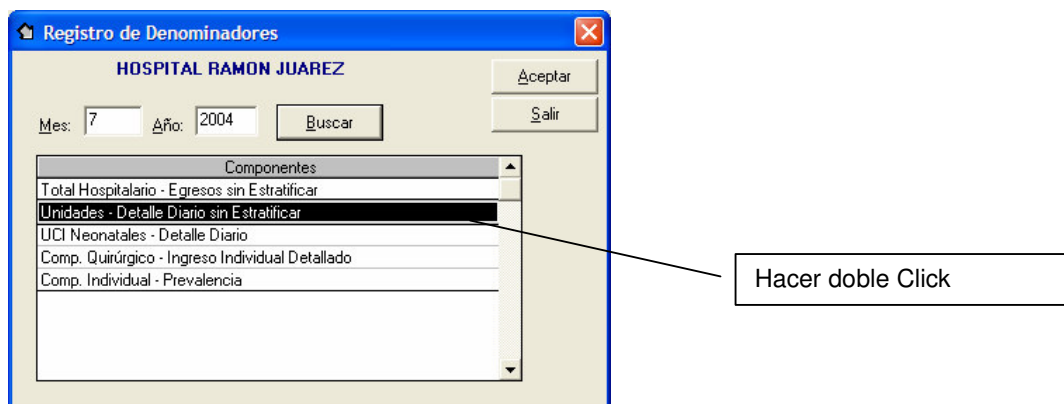 Registro de Denominadores
HOSPITAL RAMON JUAREZ
Aceptar
Mes: 7 Año: 2004 Buscar
Salir
Componentes
Total Hospitalario - Egresos sin Estratificar
Unidades - Detalle Diario sin Estratificar
UCI Neonatales - Detalle Diario
Comp. Quirúrgico - Ingreso Individual Detallado
Comp. Individual - Prevalencia
Hacer doble Click